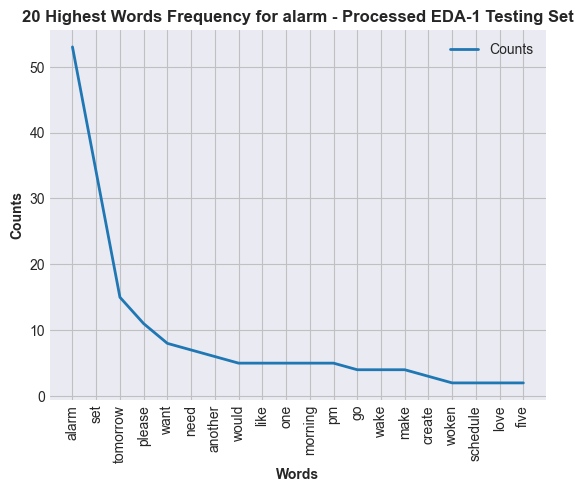 20 Highest Words Frequency for alarm - Processed EDA-1 Testing Set
Counts
50
40
30
20
10
0
Counts
alarm
set
tomorrow
please
want
need
another
would
like
one
morning
pm
go
wake
make
create
woken
schedule
love
five
Words